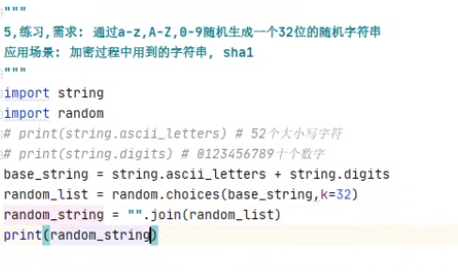 """
5,练习,需求: 通过a-z,A-Z,0-9随机生成一个32位的随机字符串
应用场景: 加密过程中用到的字符串, sha1
"""
import string
import random
# print(string.ascii_letters) # 52个大小写字符
# print(string.digits) # 0123456789十个数字
base_string = string.ascii_letters + string.digits
random_list = random.choices(base_string,k=32)
random_string = "".join(random_list)
print(random_string)